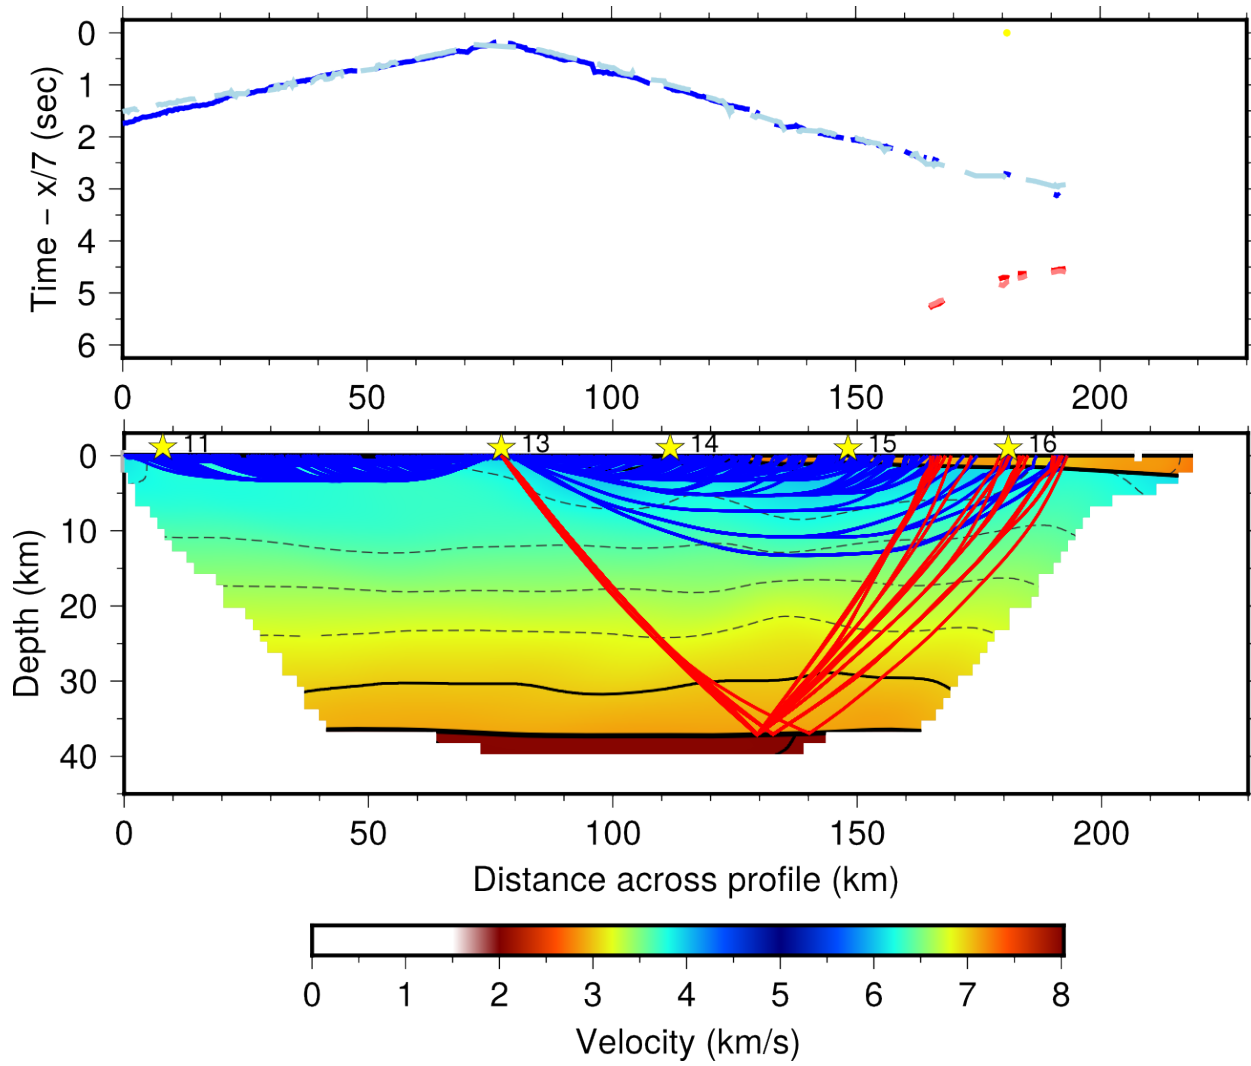 0
1
2
3
4
5
6
Time − x/7 (sec)
0 50 100 150 200
11 13 14 15 16
0
10
20
30
40
Depth (km)
0 50 100 150 200
Distance across profile (km)
0 1 2 3 4 5 6 7 8
Velocity (km/s)